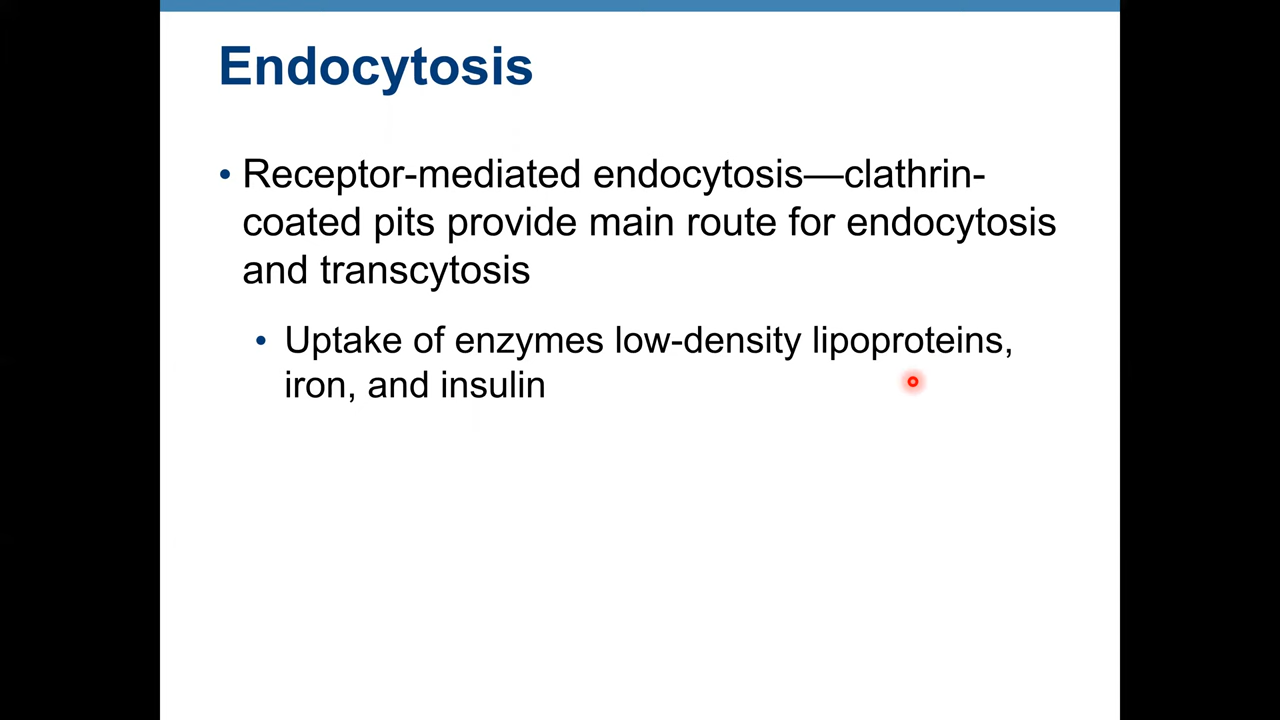 Endocytosis
• Receptor-mediated endocytosis—clathrin-
coated pits provide main route for endocytosis
and transcytosis
• Uptake of enzymes low-density lipoproteins,
iron, and insulin